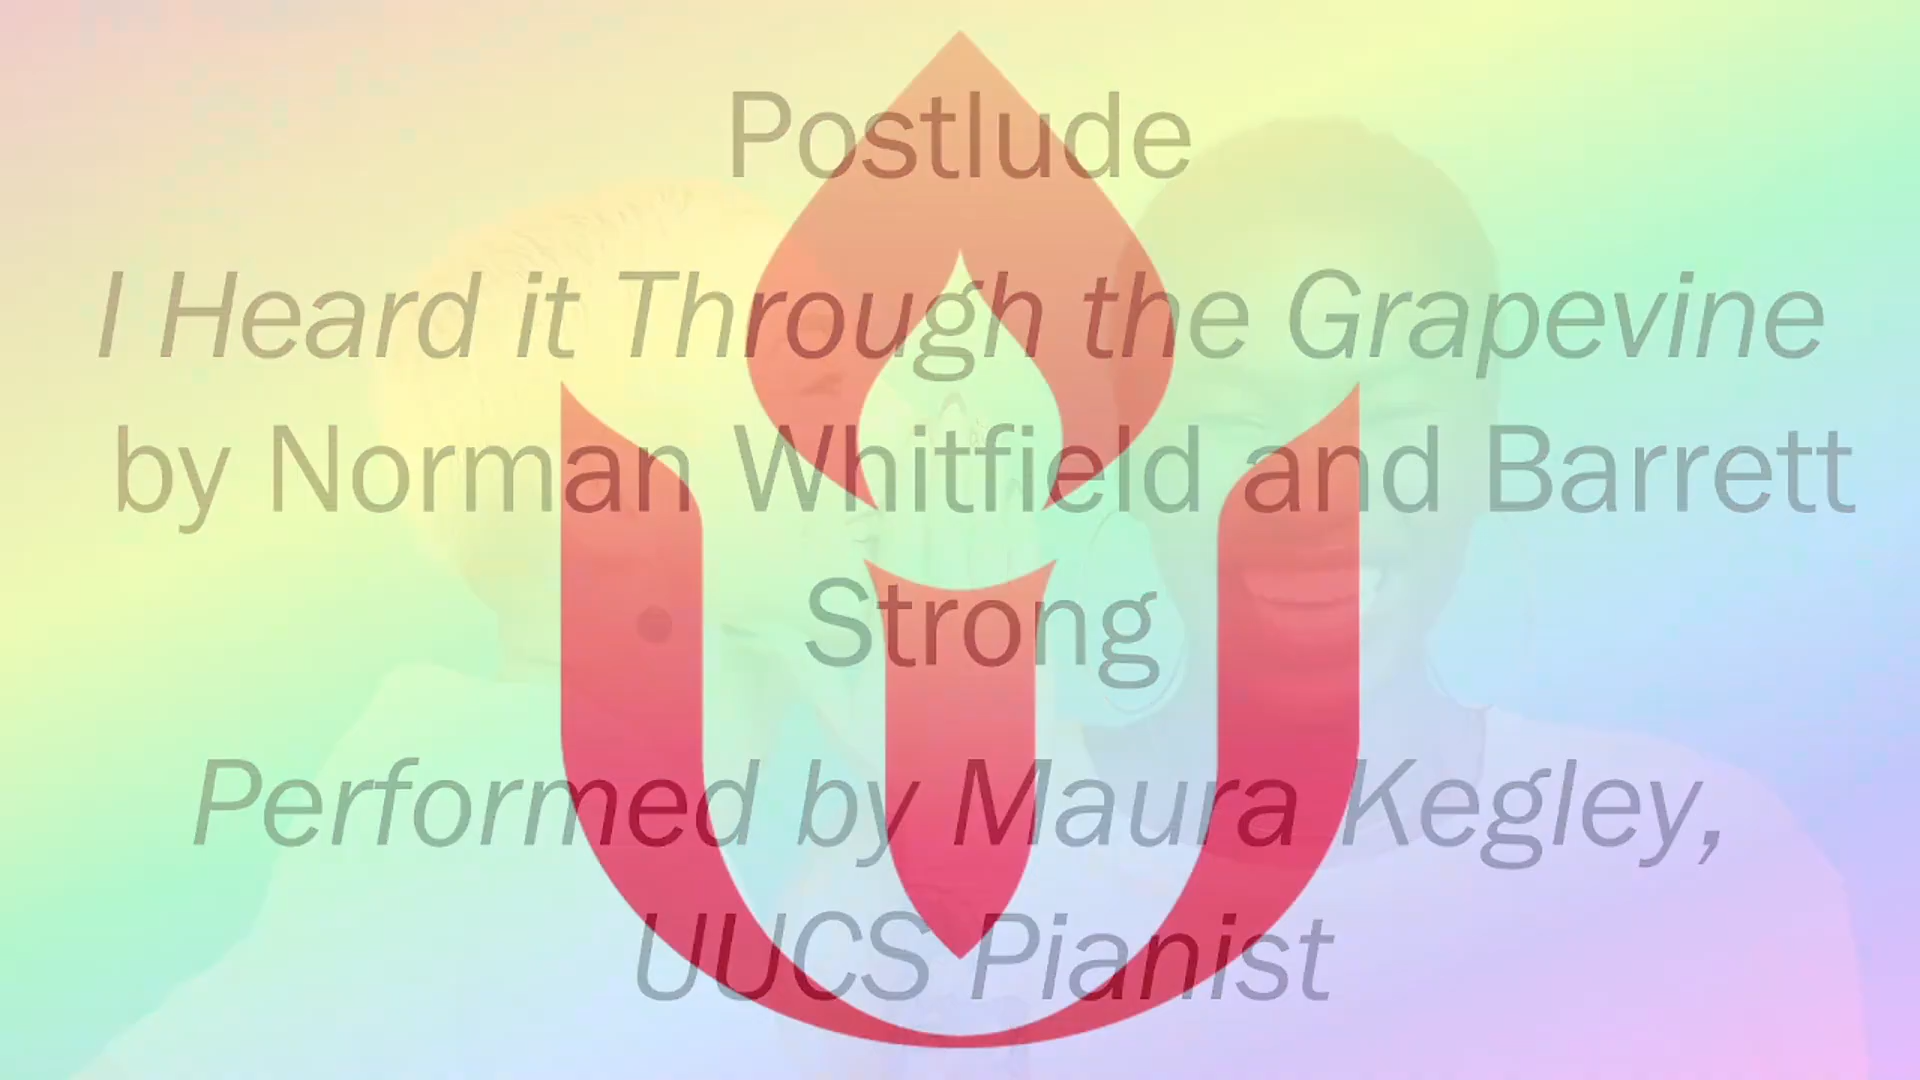 Postlude
I Heard it Through the Grapevine
by Norman Whitfield and Barrett
Strong
Performed by Maura Kegley,
UUCS Pianist